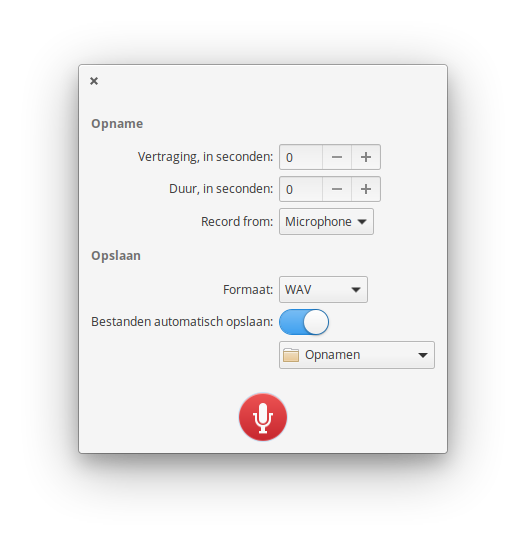 Opname
Vertraging, in seconden: 0
Duur, in seconden: 0
Record from: Microphone
Opslaan
Formaat: WAV
Bestanden automatisch opslaan:
Opnamen